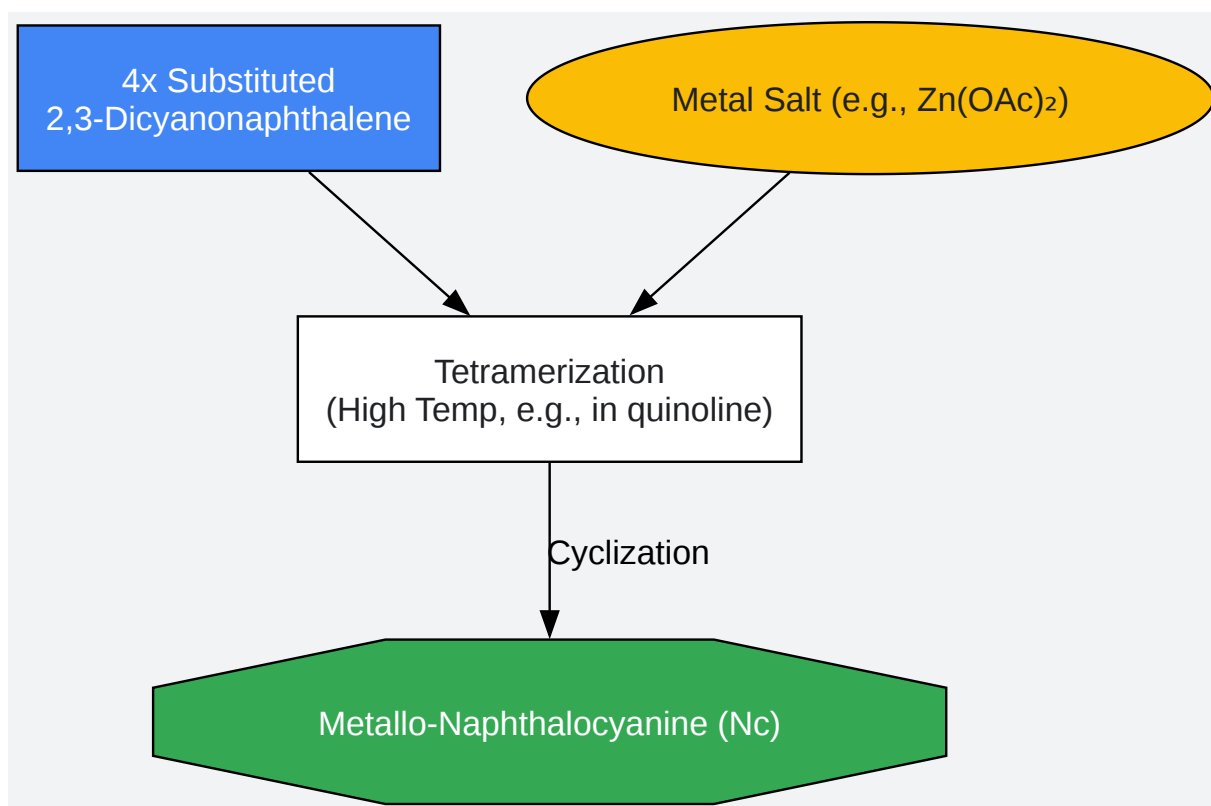 4x Substituted
2,3-Dicyanonaphthalene
Metal Salt (e.g., Zn(OAc)₂)
Tetramerization
(High Temp, e.g., in quinoline)
Cyclization
Metallo-Naphthalocyanine (Nc)